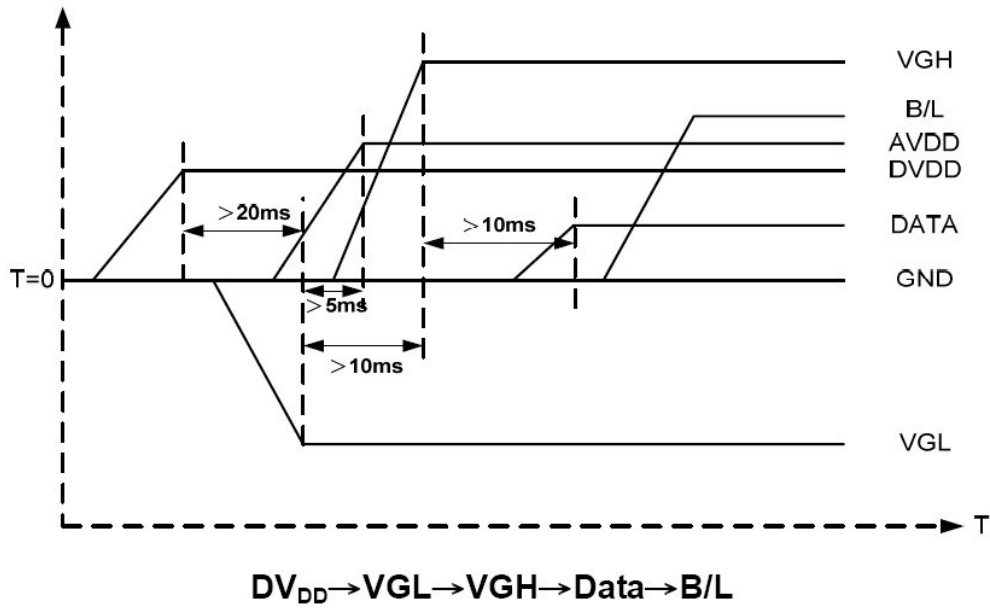 VGH
B/L
AVDD
DVDD
>20ms
>10ms
DATA
T=0
GND
>5ms
>10ms
VGL
T
DVDD→VGL→VGH→Data→B/L